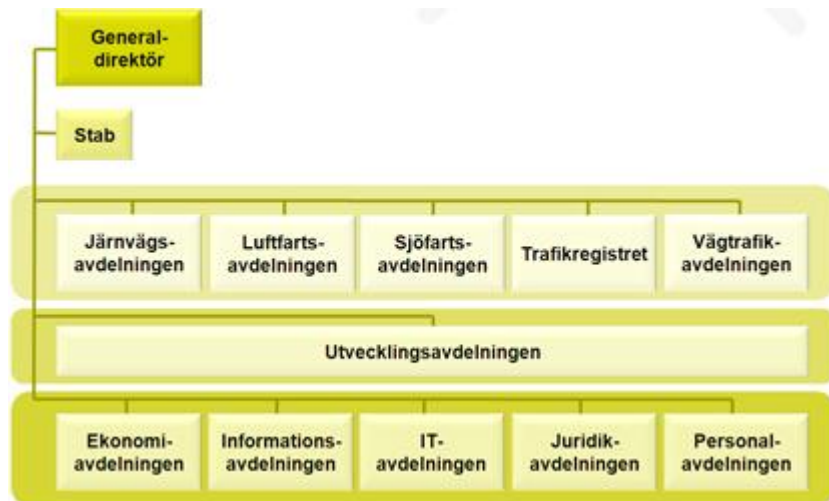 General-
direktör
Stab
Järnvägs-
avdelningen
Luftfarts-
avdelningen
Sjöfarts-
avdelningen
Trafikregistret
Vägtrafik-
avdelningen
Utvecklingsavdelningen
Ekonomi-
avdelningen
Informations-
avdelningen
IT-
avdelningen
Juridik-
avdelningen
Personal-
avdelningen